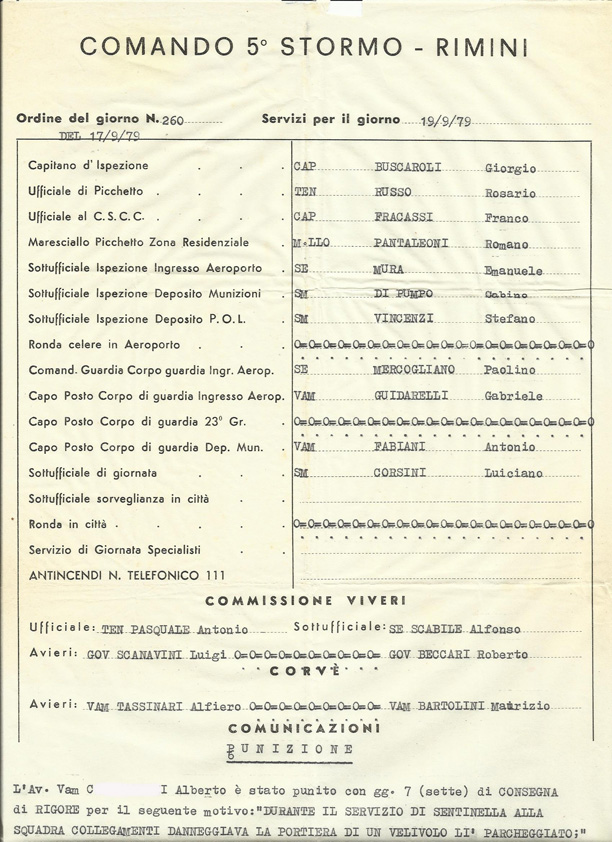 COMANDO 5° STORMO - RIMINI
Ordine del giorno N. 260 Servizi per il giorno 19/9/79
DEL 17/9/79
Capitano d'Ispezione . . . CAP BUSCAROLI Giorgio
Ufficiale di Picchetto . . . . TEN RUSSO Rosario
Ufficiale al C.S.C.C. . . . . CAP FRACASSI Franco
Maresciallo Picchetto Zona Residenziale . M.LLO PANTALEONI Romano
Sottufficiale Ispezione Ingresso Aeroporto . SE MURA Emanuele
Sottufficiale Ispezione Deposito Munizioni . SM DI PUMPO Gabino
Sottufficiale Ispezione Deposito P.O.L. . SM VINCENZI Stefano
Ronda celere in Aeroporto . . . 0=0=0=0=0=0=0=0=0=0=0=0=0=0=0=0=0=0=0
Comand. Guardia Corpo guardia Ingr. Aerop. SE MERCOGLIANO Paolino
Capo Posto Corpo di guardia Ingresso Aerop. VAM GUIDARELLI Gabriele
Capo Posto Corpo di guardia 23° Gr. . . 0=0=0=0=0=0=0=0=0=0=0=0=0=0=0=0=0=0=0
Capo Posto Corpo di guardia Dep. Mun. . VAM FABIANI Antonio
Sottufficiale di giornata . . . SM CORSINI Luiciano
Sottufficiale sorveglianza in città . .
Ronda in città . . . . . 0=0=0=0=0=0=0=0=0=0=0=0=0=0=0=0=0=0=0
Servizio di Giornata Specialisti . .
ANTINCENDI N. TELEFONICO 111
COMMISSIONE VIVERI
Ufficiale: TEN PASQUALE Antonio Sottufficiale: SE SCABILE Alfonso
Avieri: GOV SCANAVINI Luigi 0=0=0=0=0=0=0=0=0= GOV BECCARI Roberto
CORVÈ
Avieri: VAM TASSINARI Alfiero 0=0=0=0=0=0=0=0= VAM BARTOLINI Maurizio
COMUNICAZIONI
PUNIZIONE
L'Av. Vam C I Alberto è stato punito con gg. 7 (sette) di CONSEGNA
di RIGORE per il seguente motivo:"DURANTE IL SERVIZIO DI SENTINELLA ALLA
SQUADRA COLLEGAMENTI DANNEGGIAVA LA PORTIERA DI UN VELIVOLO LI' PARCHEGGIATO;"